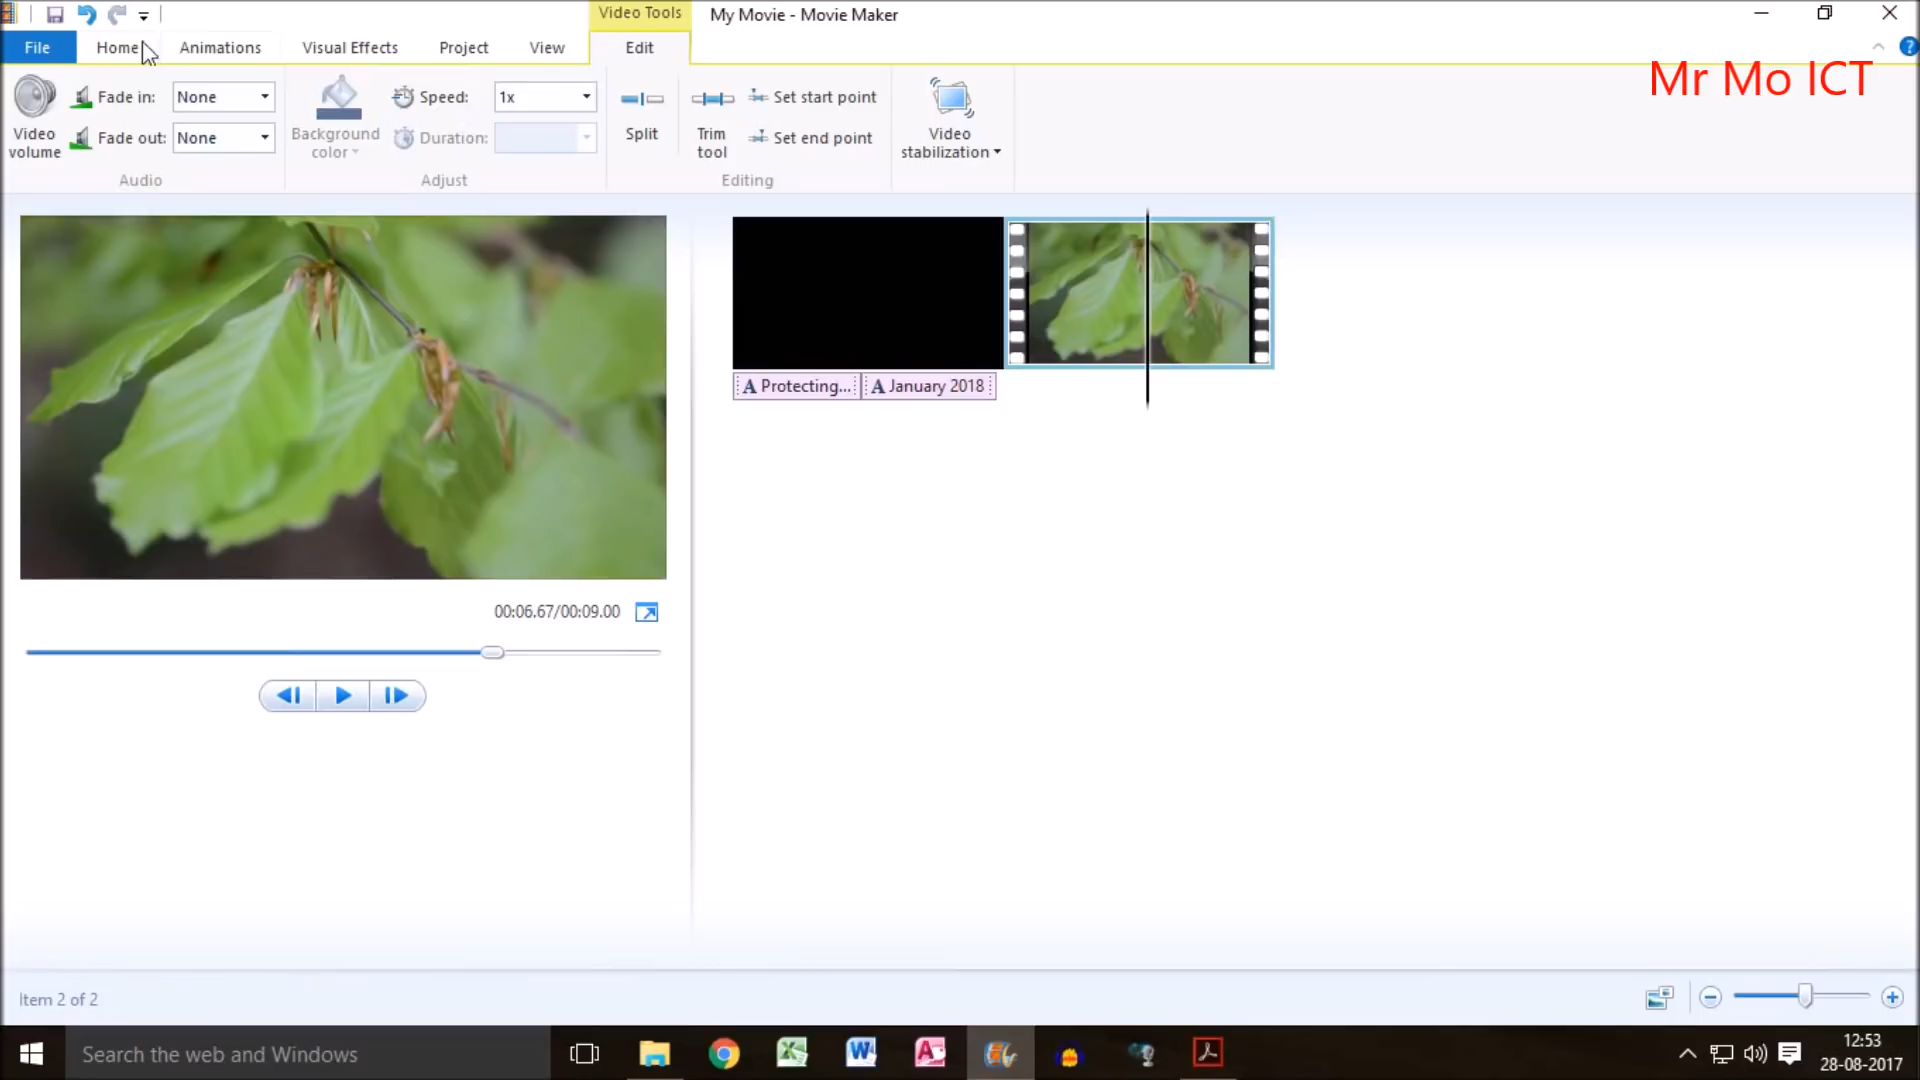 Video Tools
My Movie - Movie Maker
File
Home
Animations
Visual Effects
Project
View
Edit
Mr Mo ICT
Video volume
Fade in: None
Fade out: None
Audio
Background color
Speed: 1x
Duration:
Adjust
Split
Trim tool
Set start point
Set end point
Editing
Video stabilization
A Protecting...
A January 2018
00:06.67/00:09.00
Item 2 of 2
Search the web and Windows
12:53
28-08-2017